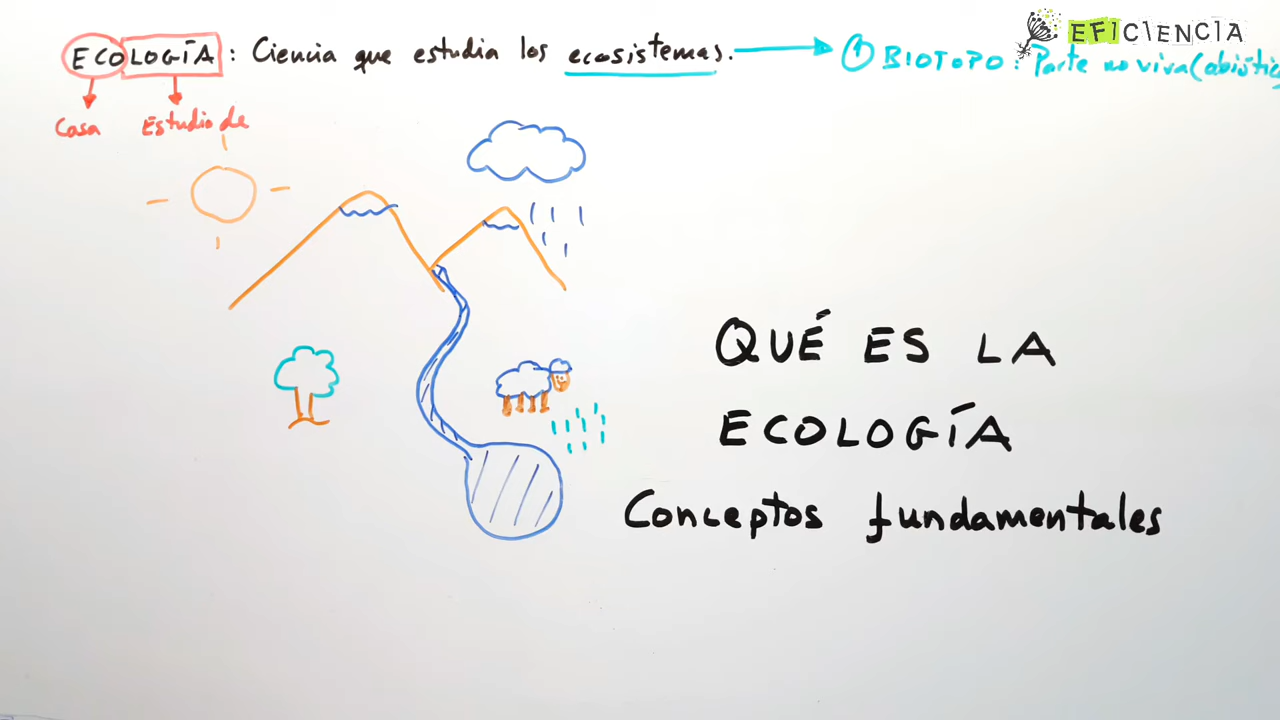 ECOLOGÍA : Ciencia que estudia los ecosistemas. → ① BIOTOPO : Parte no viva (abiótic
Casa Estudio de
EFICIENCIA
QUÉ ES LA
ECOLOGÍA
Conceptos fundamentales